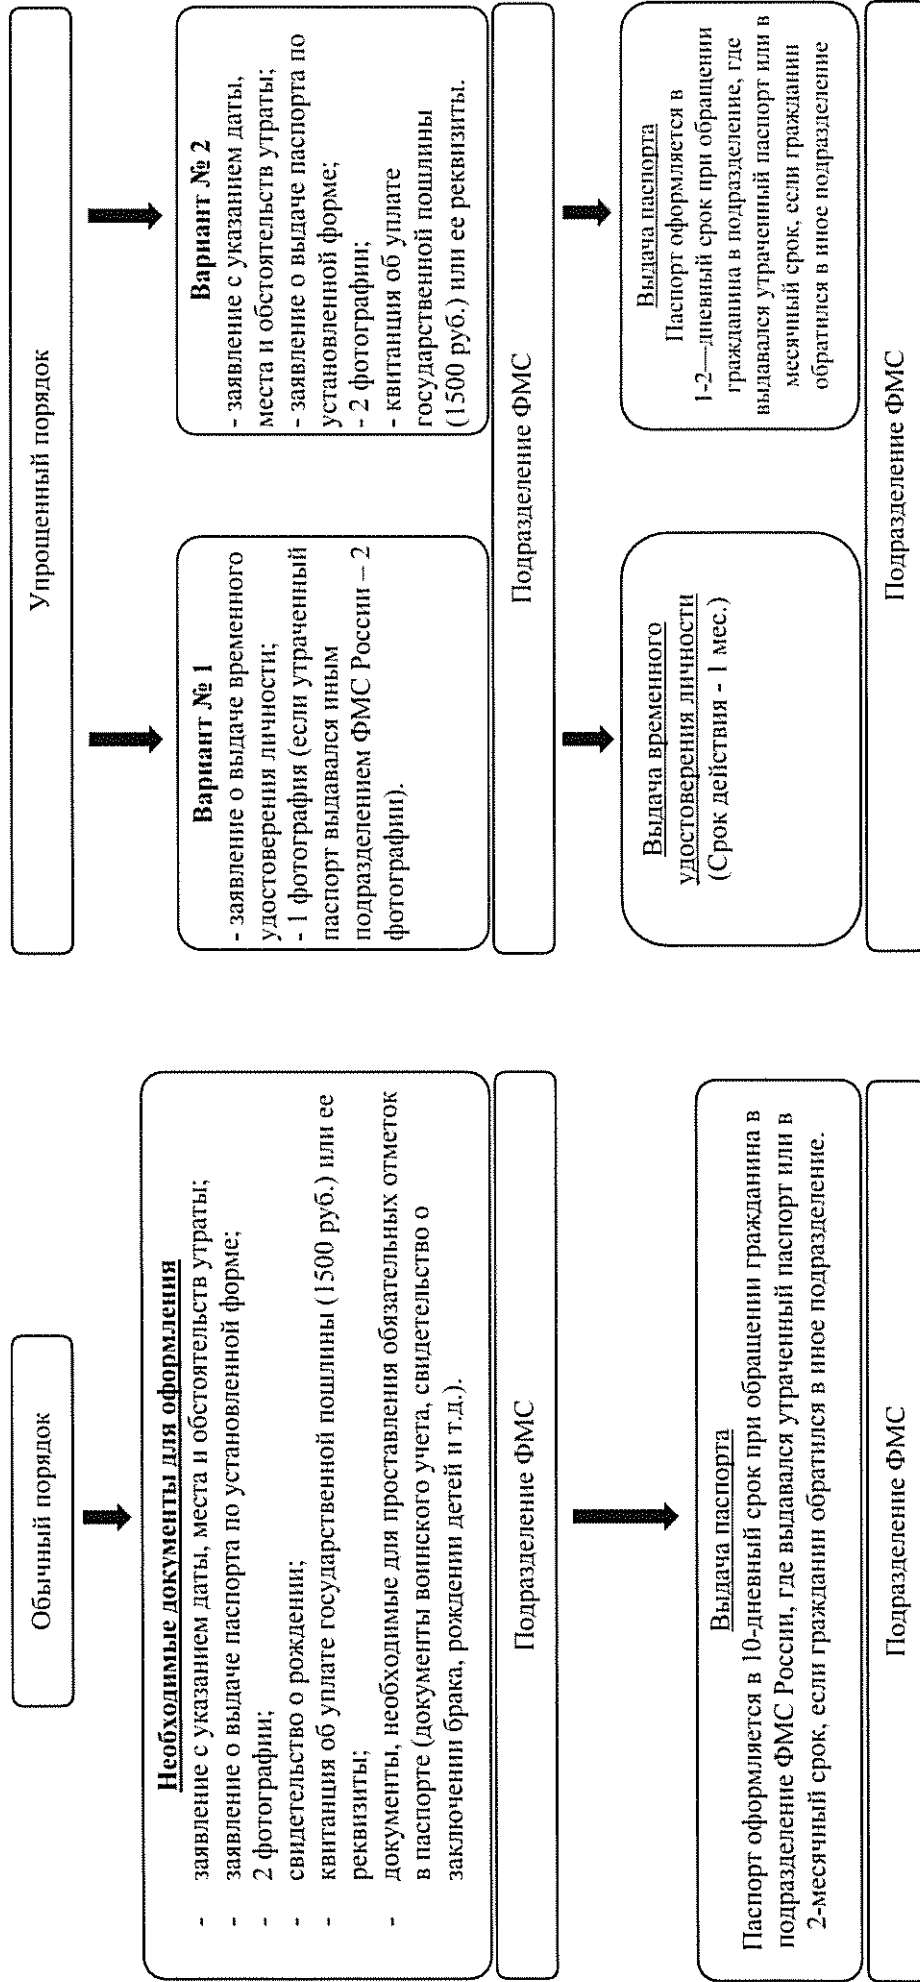 Обычный порядок
Необходимые документы для оформления
- заявление с указанием даты, места и обстоятельств утраты;
- заявление о выдаче паспорта по установленной форме;
- 2 фотографии;
- свидетельство о рождении;
- квитанция об уплате государственной пошлины (1500 руб.) или ее
реквизиты;
- документы, необходимые для проставления обязательных отметок
в паспорте (документы воинского учета, свидетельство о
заключении брака, рождении детей и т.д.).
Подразделение ФМС
Выдача паспорта
Паспорт оформляется в 10-дневный срок при обращении гражданина в
подразделение ФМС России, где выдавался утраченный паспорт или в
2-месячный срок, если гражданин обратился в иное подразделение.
Подразделение ФМС
Упрощенный порядок
Вариант № 1
- заявление о выдаче временного
удостоверения личности;
- 1 фотография (если утраченный
паспорт выдавался иным
подразделением ФМС России – 2
фотографии).
Вариант № 2
- заявление с указанием даты,
места и обстоятельств утраты;
- заявление о выдаче паспорта по
установленной форме;
- 2 фотографии;
- квитанция об уплате
государственной пошлины
(1500 руб.) или ее реквизиты.
Подразделение ФМС
Выдача временного
удостоверения личности
(Срок действия - 1 мес.)
Выдача паспорта
Паспорт оформляется в
1-2—дневный срок при обращении
гражданина в подразделение, где
выдавался утраченный паспорт или в
месячный срок, если гражданин
обратился в иное подразделение
Подразделение ФМС